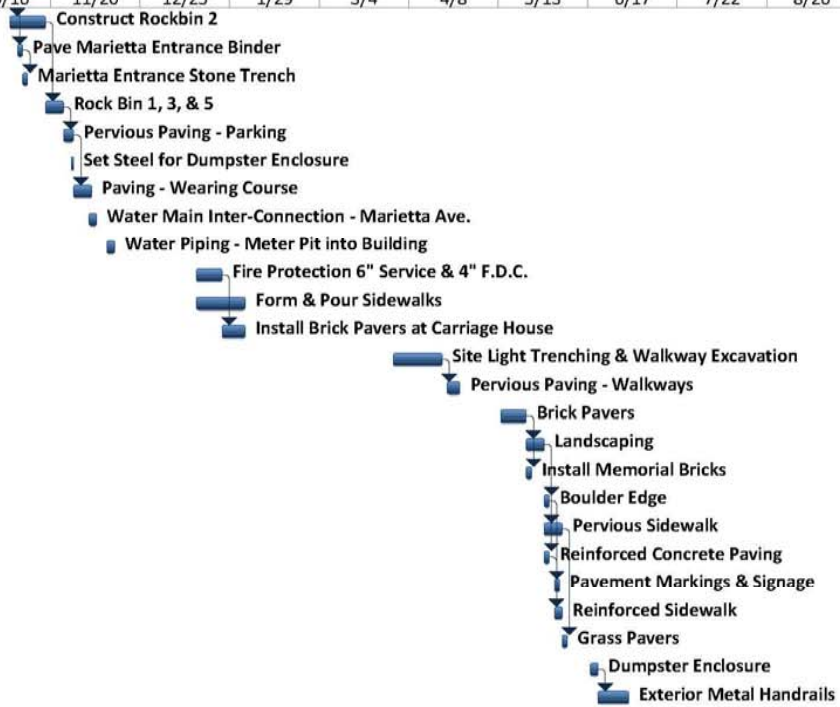 11/20 12/25 1/29 3/4 4/8 5/13 6/17 7/22 8/26
Construct Rockbin 2
Pave Marietta Entrance Binder
Marietta Entrance Stone Trench
Rock Bin 1, 3, & 5
Pervious Paving - Parking
Set Steel for Dumpster Enclosure
Paving - Wearing Course
Water Main Inter-Connection - Marietta Ave.
Water Piping - Meter Pit into Building
Fire Protection 6" Service & 4" F.D.C.
Form & Pour Sidewalks
Install Brick Pavers at Carriage House
Site Light Trenching & Walkway Excavation
Pervious Paving - Walkways
Brick Pavers
Landscaping
Install Memorial Bricks
Boulder Edge
Pervious Sidewalk
Reinforced Concrete Paving
Pavement Markings & Signage
Reinforced Sidewalk
Grass Pavers
Dumpster Enclosure
Exterior Metal Handrails